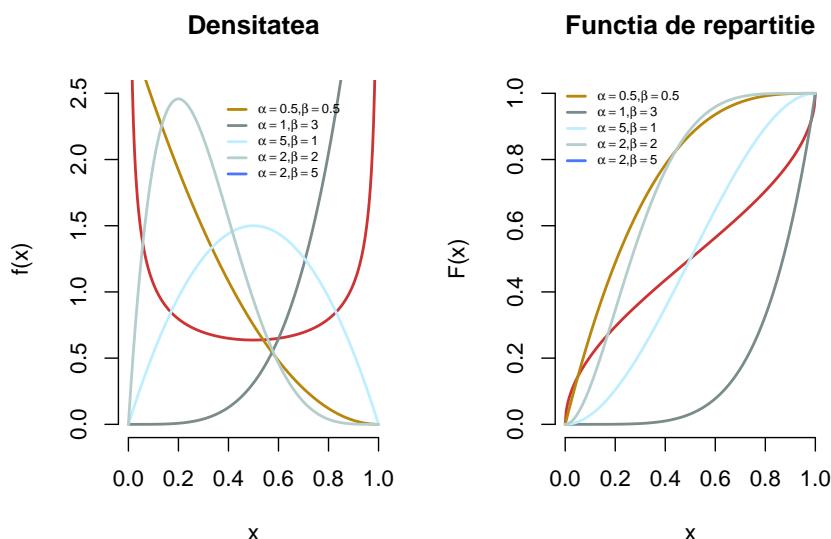 Densitatea
f(x)
2.5
2.0
1.5
1.0
0.5
0.0
α = 0.5,β = 0.5
α = 1,β = 3
α = 5,β = 1
α = 2,β = 2
α = 2,β = 5
0.0 0.2 0.4 0.6 0.8 1.0
x
Functia de repartitie
F(x)
1.0
0.8
0.6
0.4
0.2
0.0
α = 0.5,β = 0.5
α = 1,β = 3
α = 5,β = 1
α = 2,β = 2
α = 2,β = 5
0.0 0.2 0.4 0.6 0.8 1.0
x